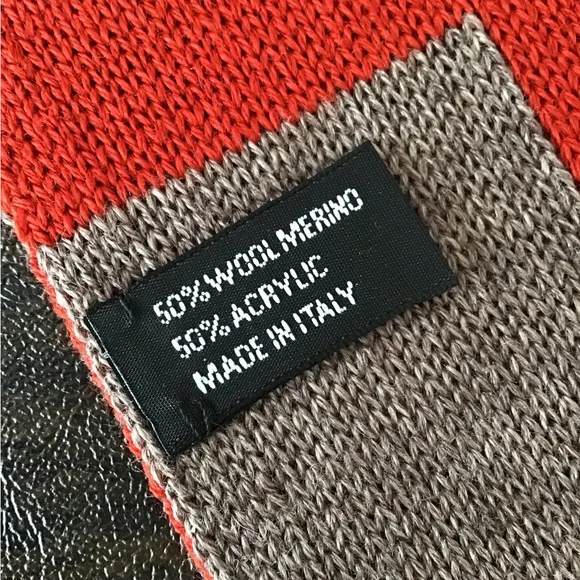 50% WOOL MERINO
50% ACRYLIC
MADE IN ITALY